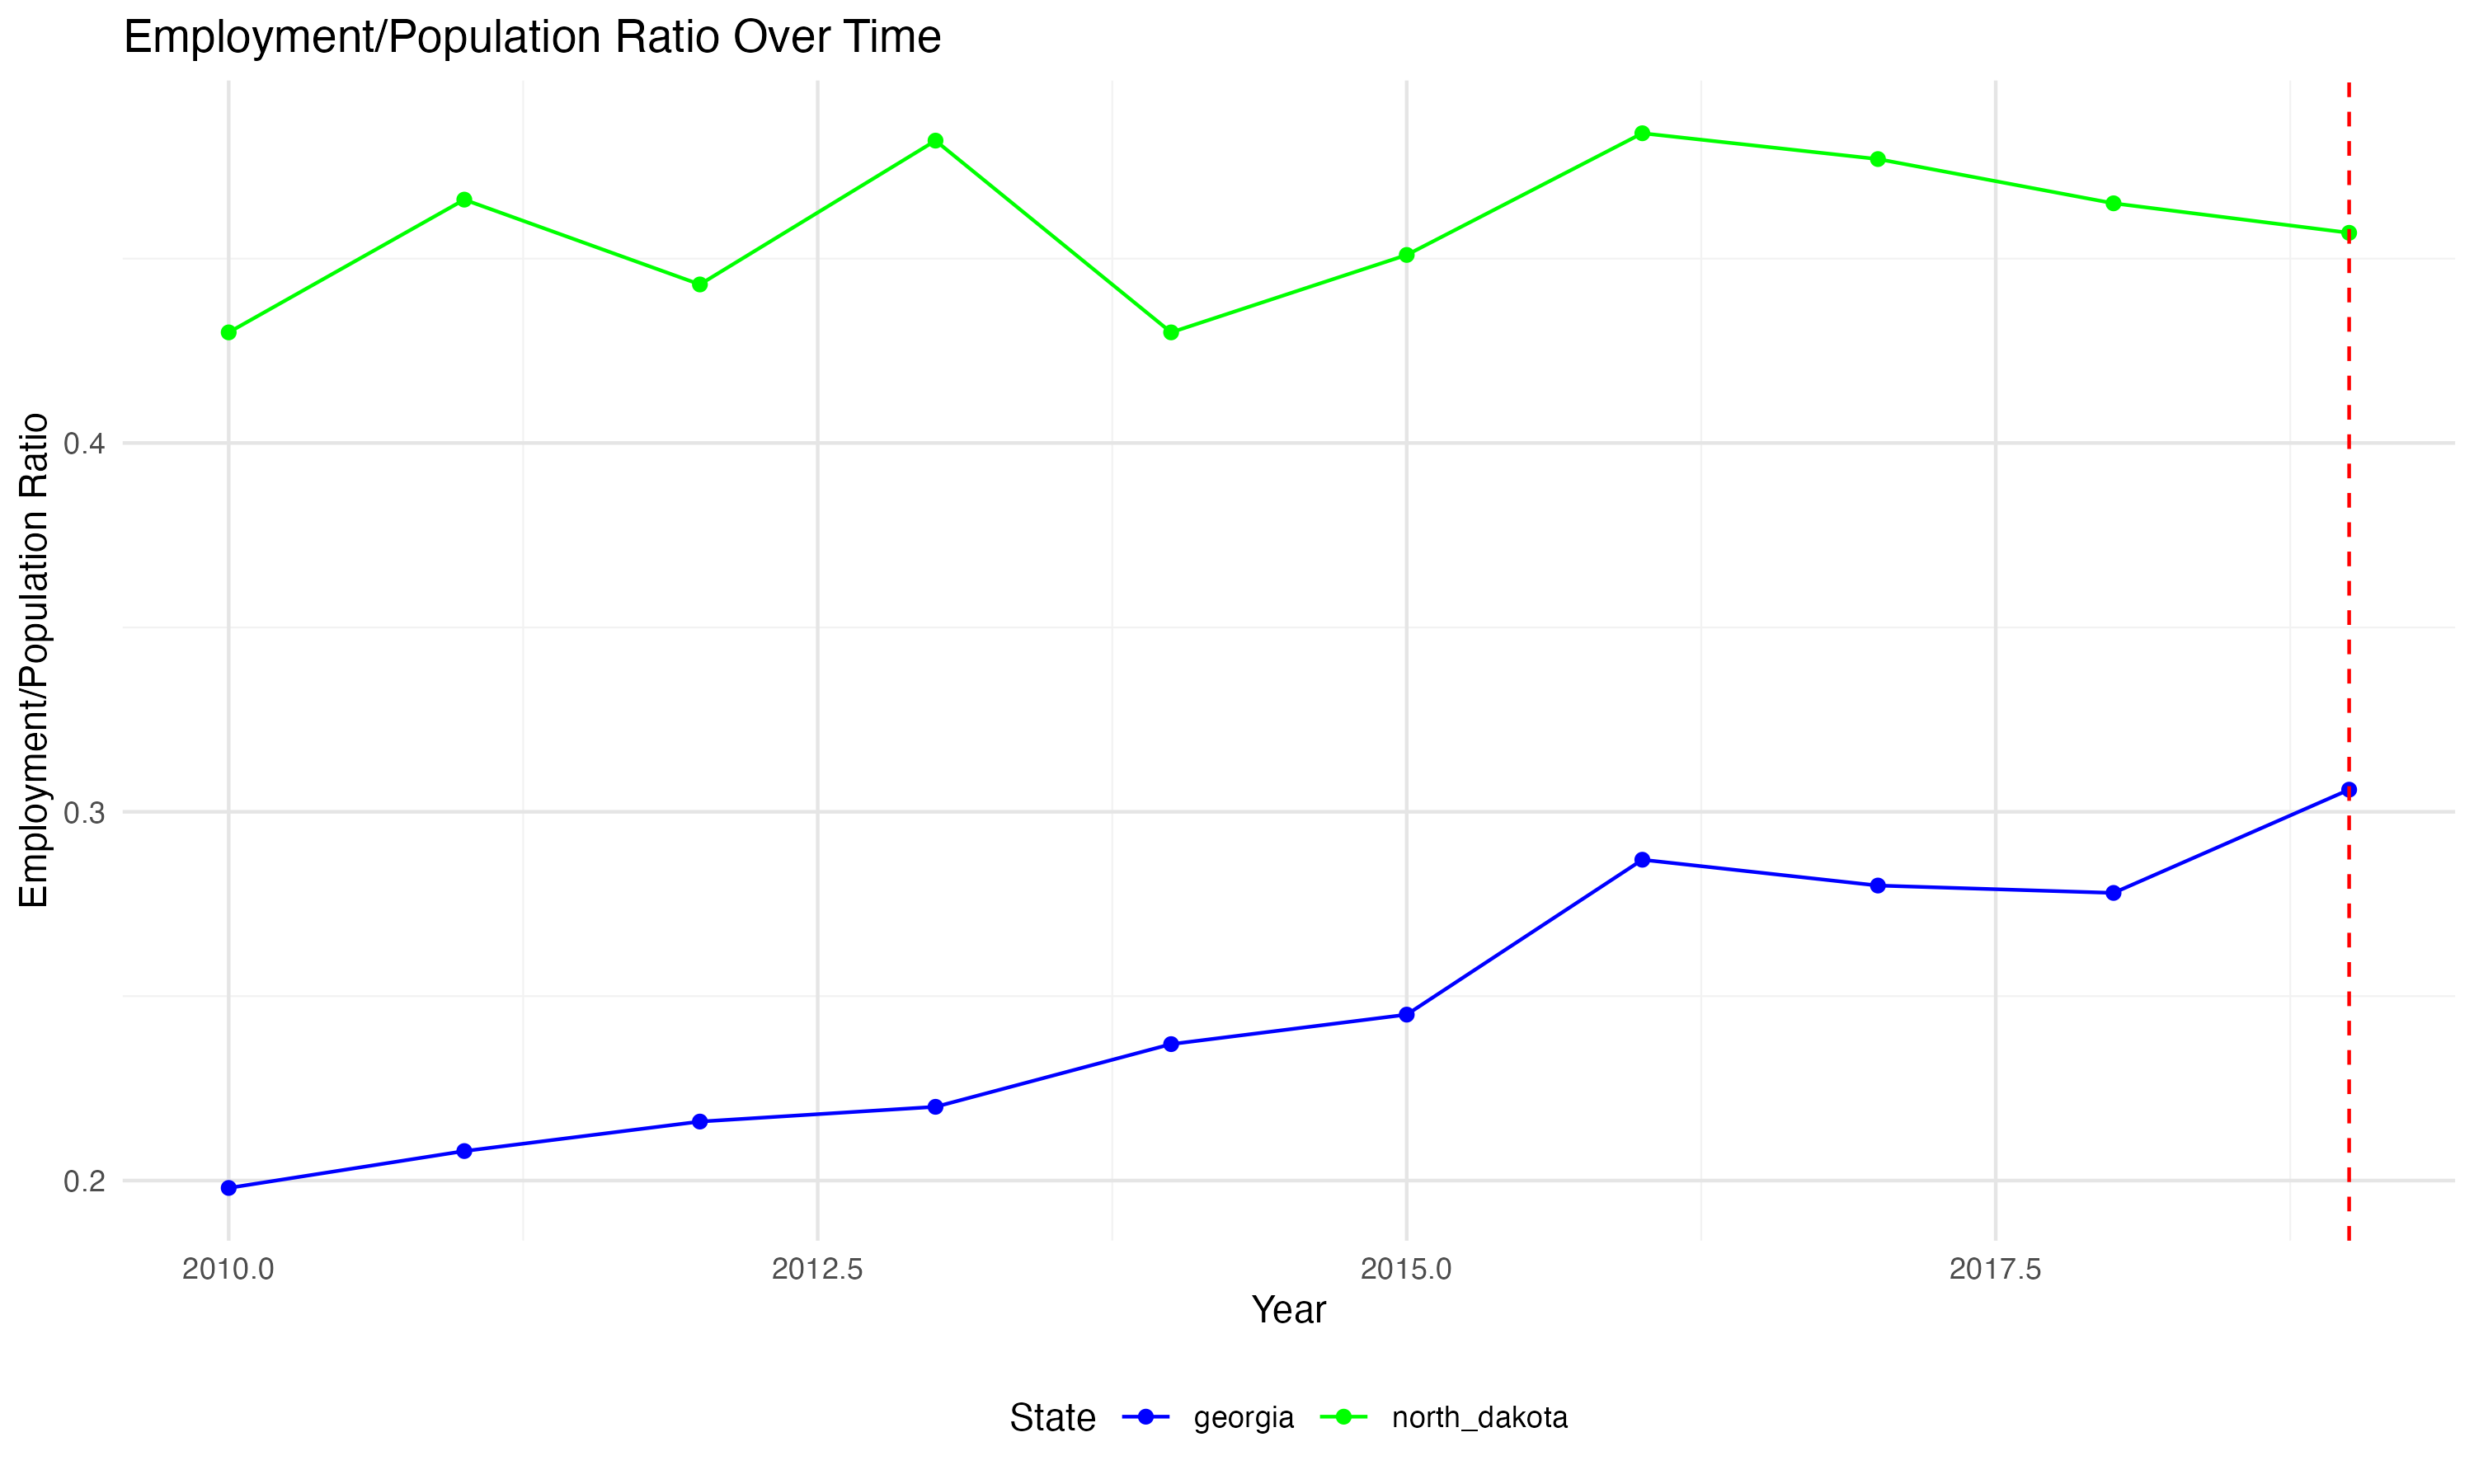 Employment/Population Ratio Over Time
Employment/Population Ratio
0.4
0.3
0.2
2010.0 2012.5 2015.0 2017.5
Year
State georgia north_dakota